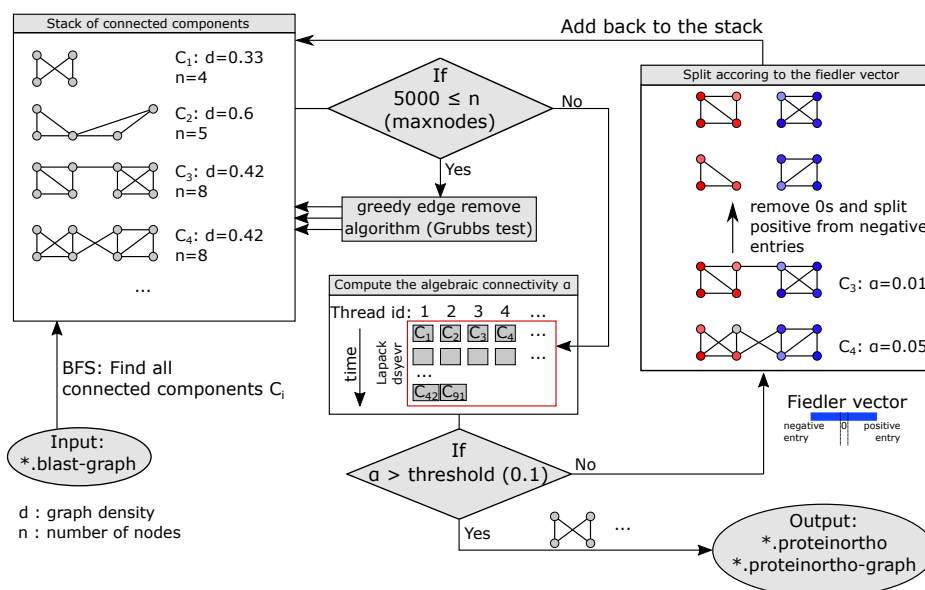 Stack of connected components
C1: d=0.33
n=4
C2: d=0.6
n=5
C3: d=0.42
n=8
C4: d=0.42
n=8
...
BFS: Find all
connected components Ci
Input:
*.blast-graph
d : graph density
n : number of nodes
Add back to the stack
If
5000 ≤ n
(maxnodes)
No
Yes
greedy edge remove
algorithm (Grubbs test)
Compute the algebraic connectivity α
Thread id: 1 2 3 4 ...
time
Lapack
dsyevr
C1 C2 C3 C4 ...
...
...
C42 C91
If
α > threshold (0.1)
No
Yes
...
Split accoring to the fiedler vector
remove 0s and split
positive from negative
entries
C3: α=0.01
C4: α=0.05
Fiedler vector
negative
entry
0
positive
entry
Output:
*.proteinortho
*.proteinortho-graph